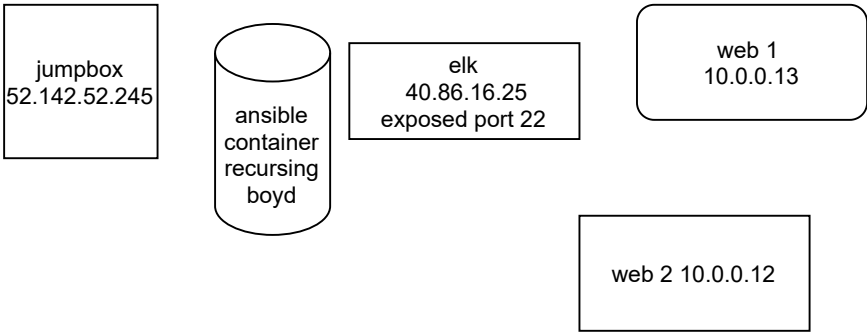 jumpbox
52.142.52.245
ansible
container
recursing
boyd
elk
40.86.16.25
exposed port 22
web 1
10.0.0.13
web 2 10.0.0.12